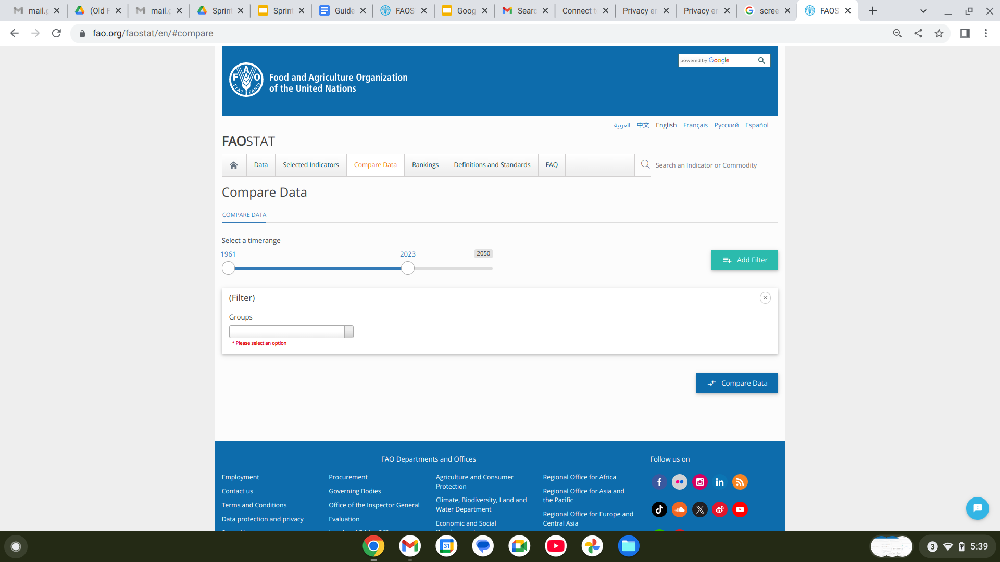 mail.g
(Old F
mail.g
Sprint
Sprint
Guide
FAOS
Goog
Searc
Connect t
Privacy er
Privacy er
scree
FAOS
fao.org/faostat/en/#compare
FAO
FIAT PANIS
Food and Agriculture Organization
of the United Nations
powered by Google
العربية 中文 English Français Русский Español
FAOSTAT
Data Selected Indicators Compare Data Rankings Definitions and Standards FAQ Search an Indicator or Commodity
Compare Data
COMPARE DATA
Select a timerange
1961 2023 2050
Add Filter
(Filter)
Groups
* Please select an option
Compare Data
FAO Departments and Offices
Follow us on
Employment
Contact us
Terms and Conditions
Data protection and privacy
Procurement
Governing Bodies
Office of the Inspector General
Evaluation
Agriculture and Consumer
Protection
Climate, Biodiversity, Land and
Water Department
Economic and Social
Regional Office for Africa
Regional Office for Asia and
the Pacific
Regional Office for Europe and
Central Asia
31
3
5:39